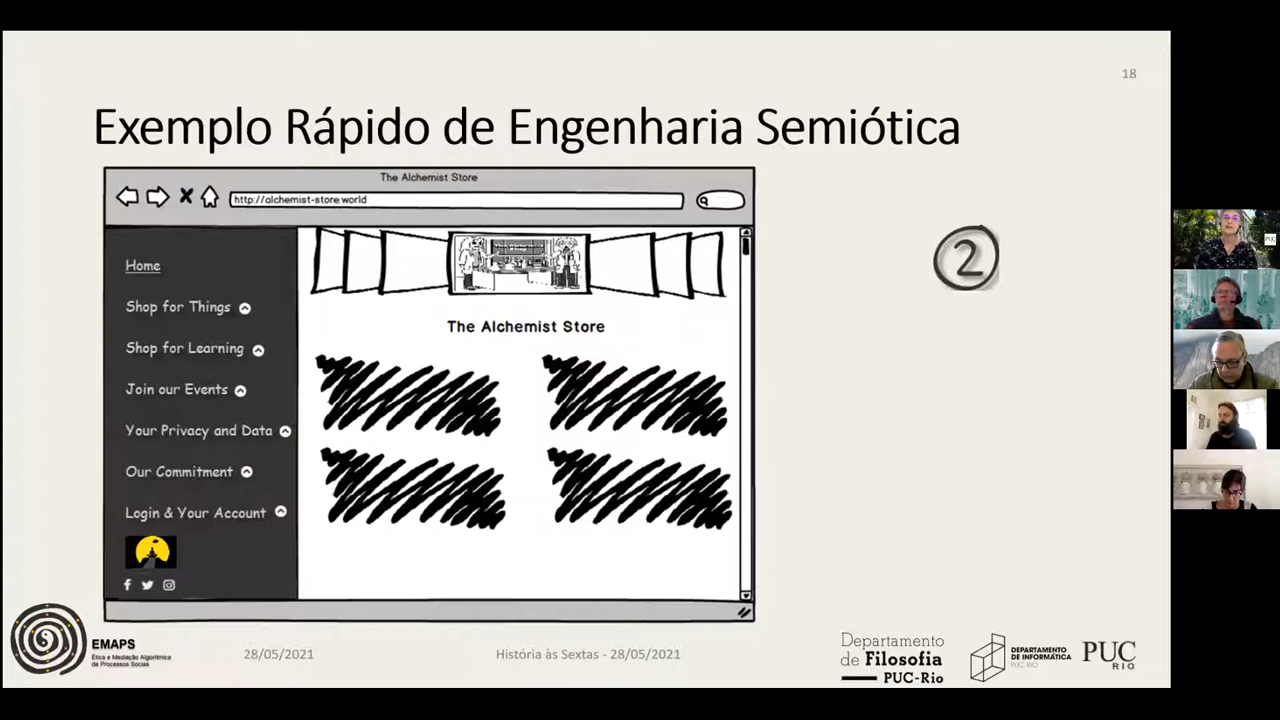 18
Exemplo Rápido de Engenharia Semiótica
The Alchemist Store
http://alchemist-store.world
Home
Shop for Things
Shop for Learning
Join our Events
Your Privacy and Data
Our Commitment
Login & Your Account
The Alchemist Store
2
EMAPS
Ética e Mediação Algorítmica
de Processos Sociais
28/05/2021
História às Sextas - 28/05/2021
Departamento
de Filosofia
PUC-Rio
DEPARTAMENTO
DE INFORMÁTICA
PUC-RIO
PUC
RIO
PUC